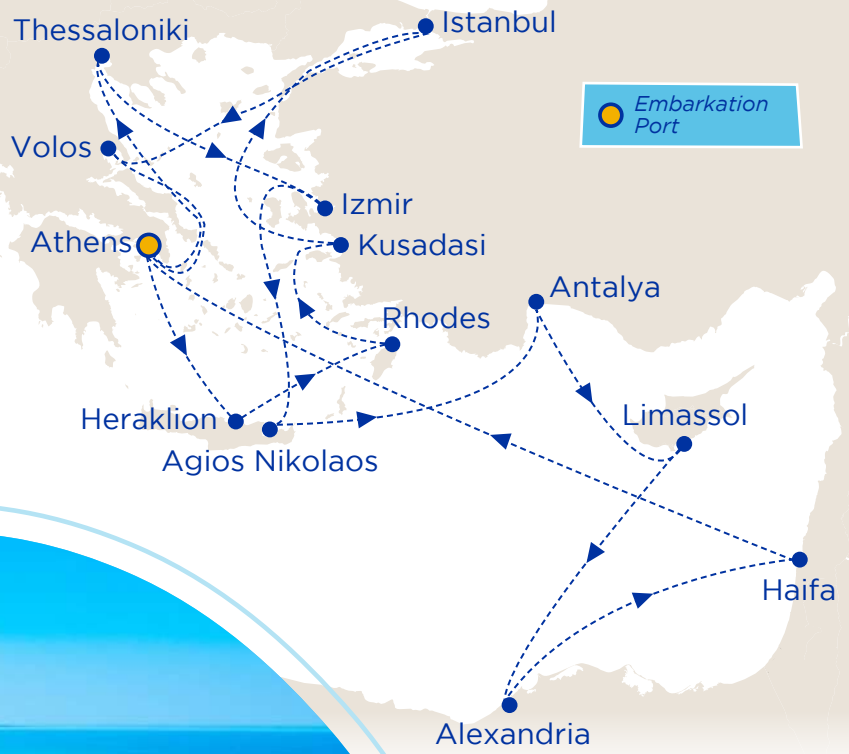 Thessaloniki
Istanbul
Embarkation
Port
Volos
Izmir
Athens
Kusadasi
Antalya
Rhodes
Heraklion
Limassol
Agios Nikolaos
Haifa
Alexandria